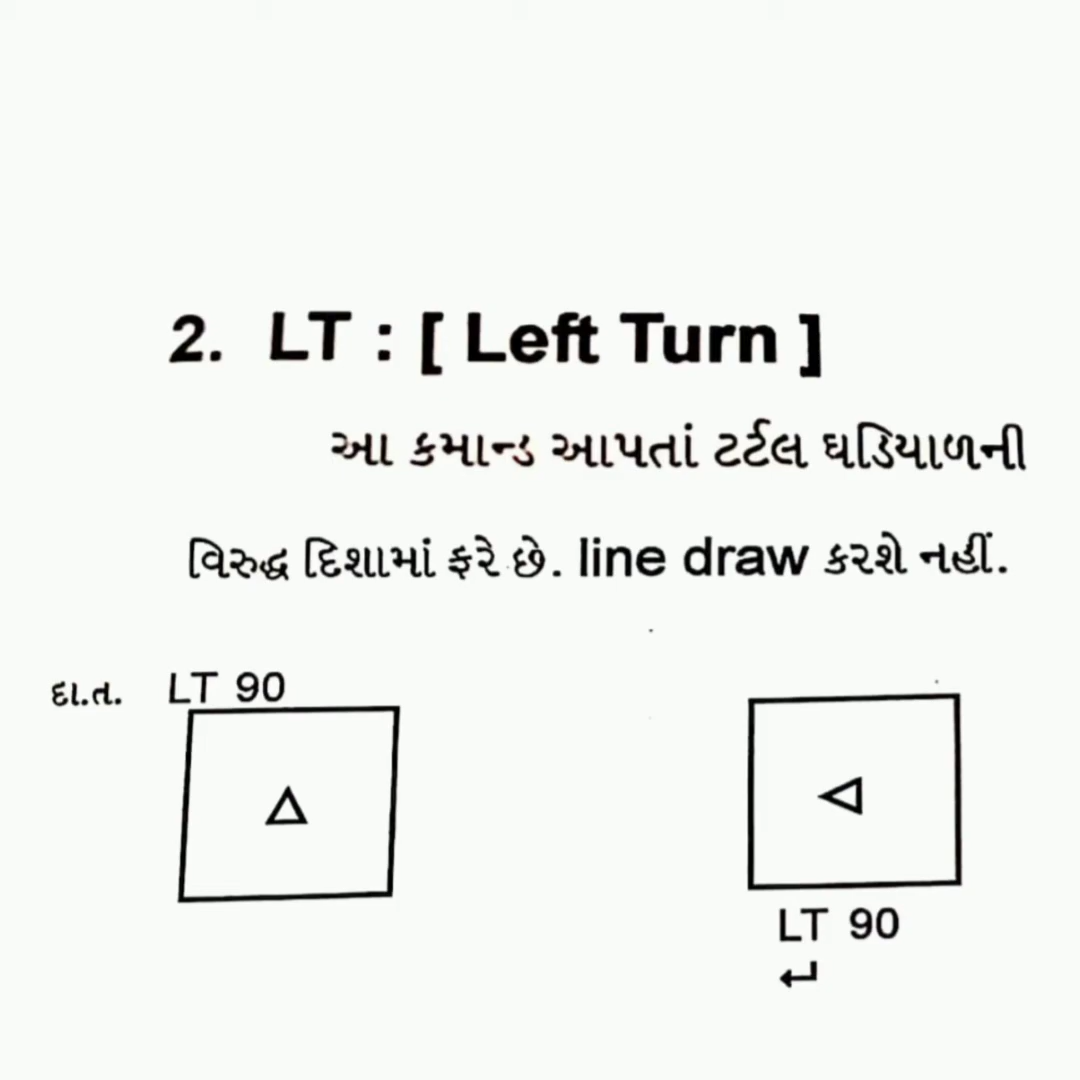 2. LT : [ Left Turn ]
આ કમાન્ડ આપતાં ટર્ટલ ઘડિયાળની
વિરુદ્ધ દિશામાં ફરે છે. line draw કરશે નહીં.
દા.ત. LT 90
LT 90
↵